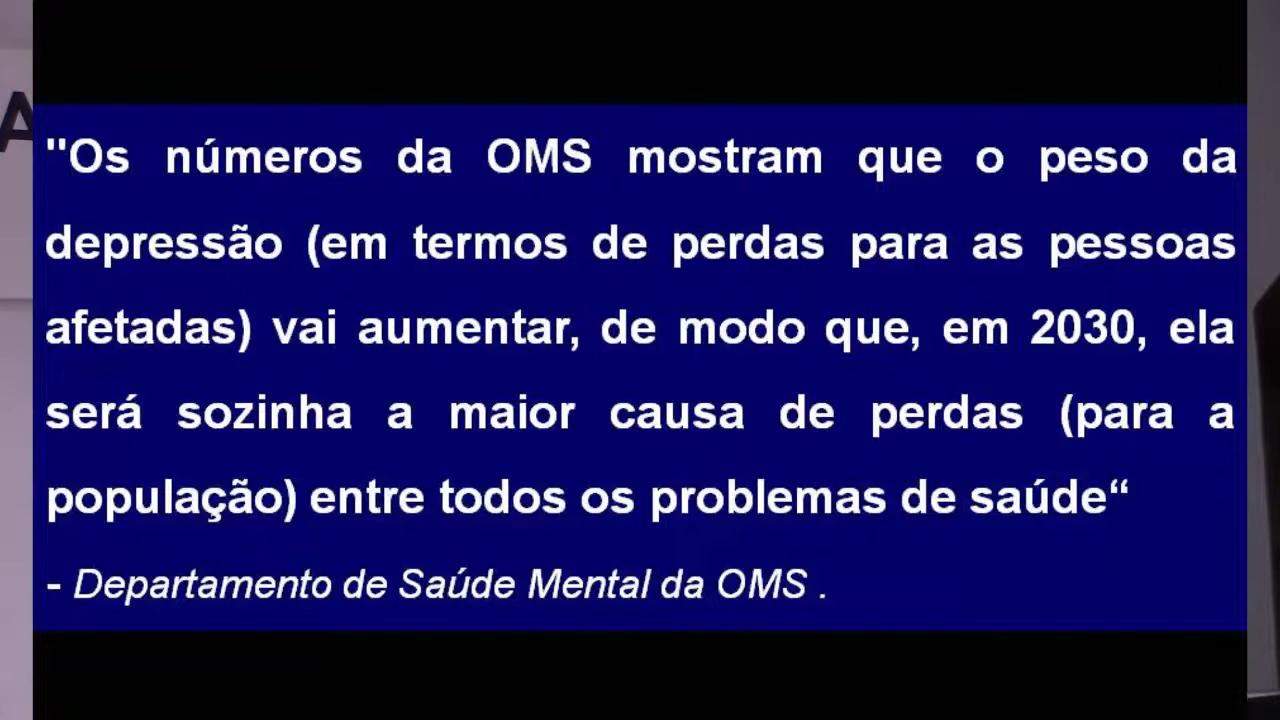 A
"Os números da OMS mostram que o peso da
depressão (em termos de perdas para as pessoas
afetadas) vai aumentar, de modo que, em 2030, ela
será sozinha a maior causa de perdas (para a
população) entre todos os problemas de saúde“
- Departamento de Saúde Mental da OMS .